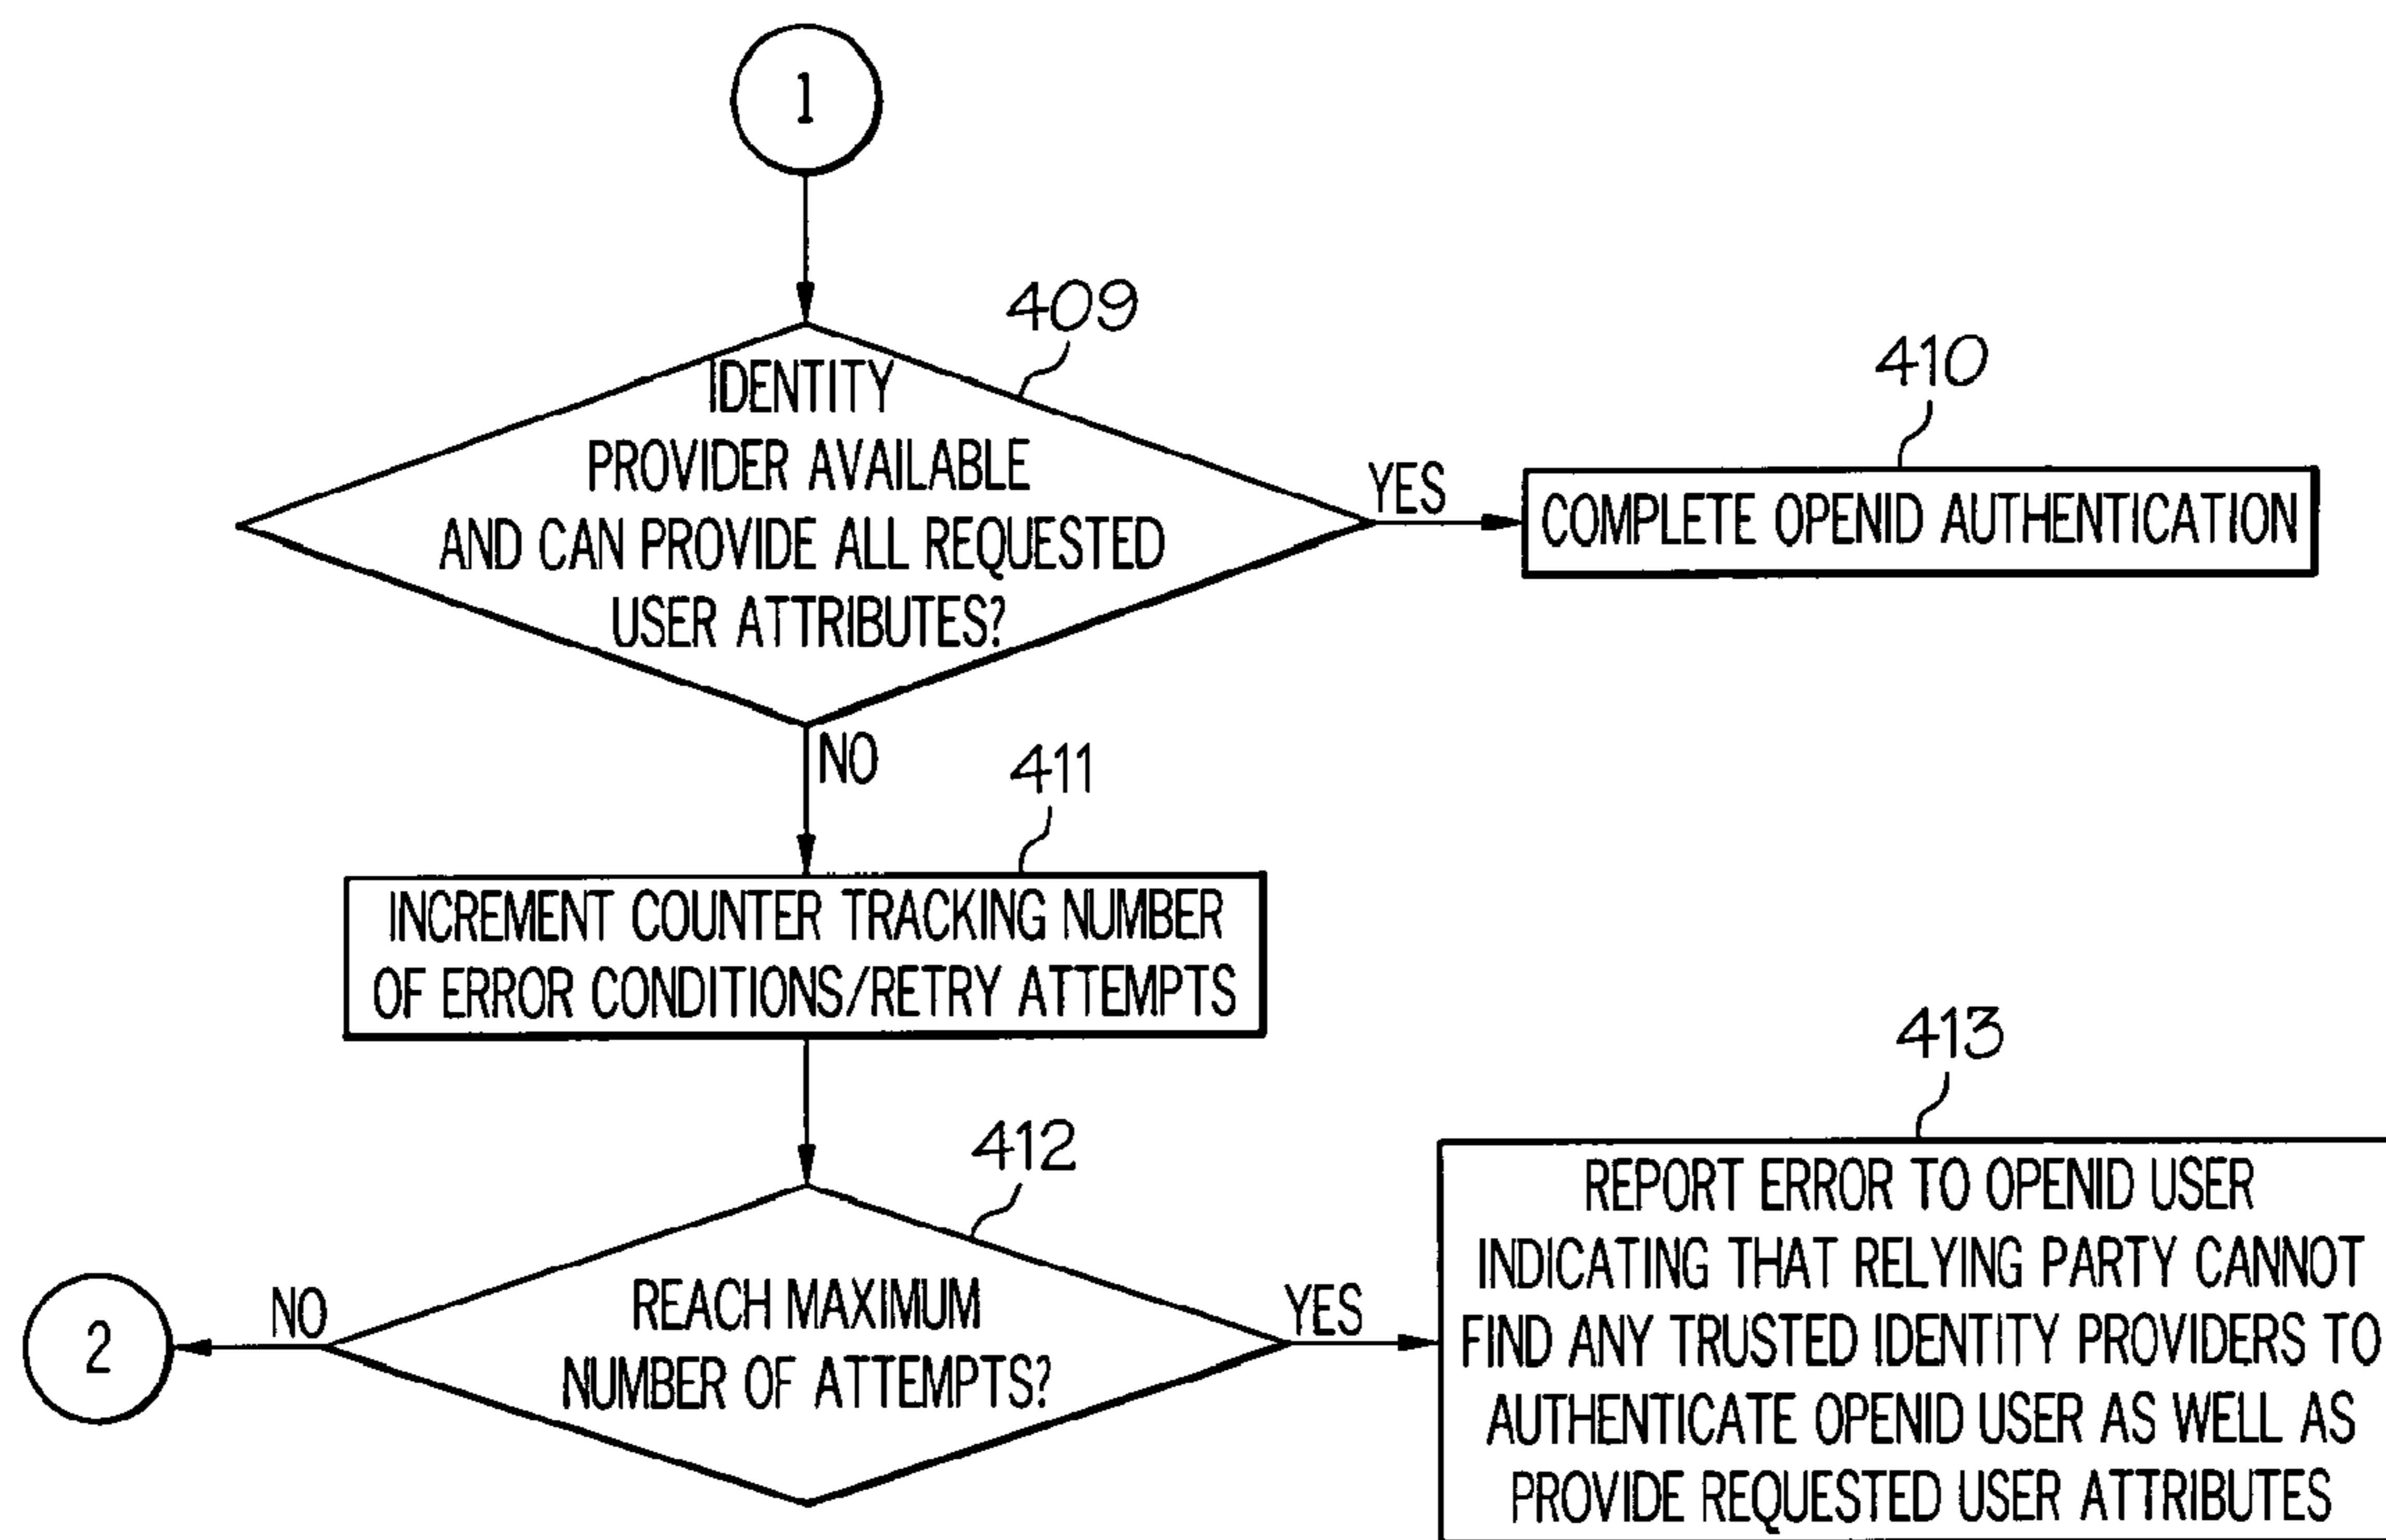 1
409
IDENTITY
PROVIDER AVAILABLE
AND CAN PROVIDE ALL REQUESTED
USER ATTRIBUTES?
YES
410
COMPLETE OPENID AUTHENTICATION
NO
411
INCREMENT COUNTER TRACKING NUMBER
OF ERROR CONDITIONS/RETRY ATTEMPTS
412
REACH MAXIMUM
NUMBER OF ATTEMPTS?
NO
2
YES
413
REPORT ERROR TO OPENID USER
INDICATING THAT RELYING PARTY CANNOT
FIND ANY TRUSTED IDENTITY PROVIDERS TO
AUTHENTICATE OPENID USER AS WELL AS
PROVIDE REQUESTED USER ATTRIBUTES